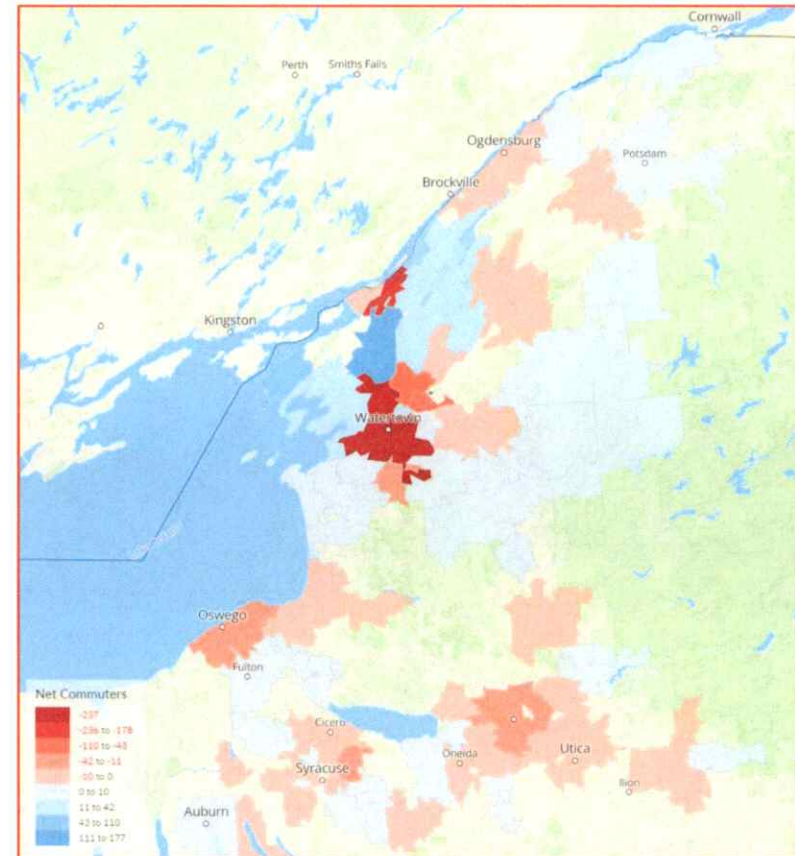 Cornwall
Perth
Smiths Falls
Ogdensburg
Potsdam
Brockville
Kingston
Watertown
Oswego
Fulton
Net Commuters
-237
-236 to -178
-110 to -43
-42 to -11
-10 to 0
0 to 10
11 to 42
43 to 110
111 to 177
Cicero
Syracuse
Oneida
Utica
Ilion
Auburn